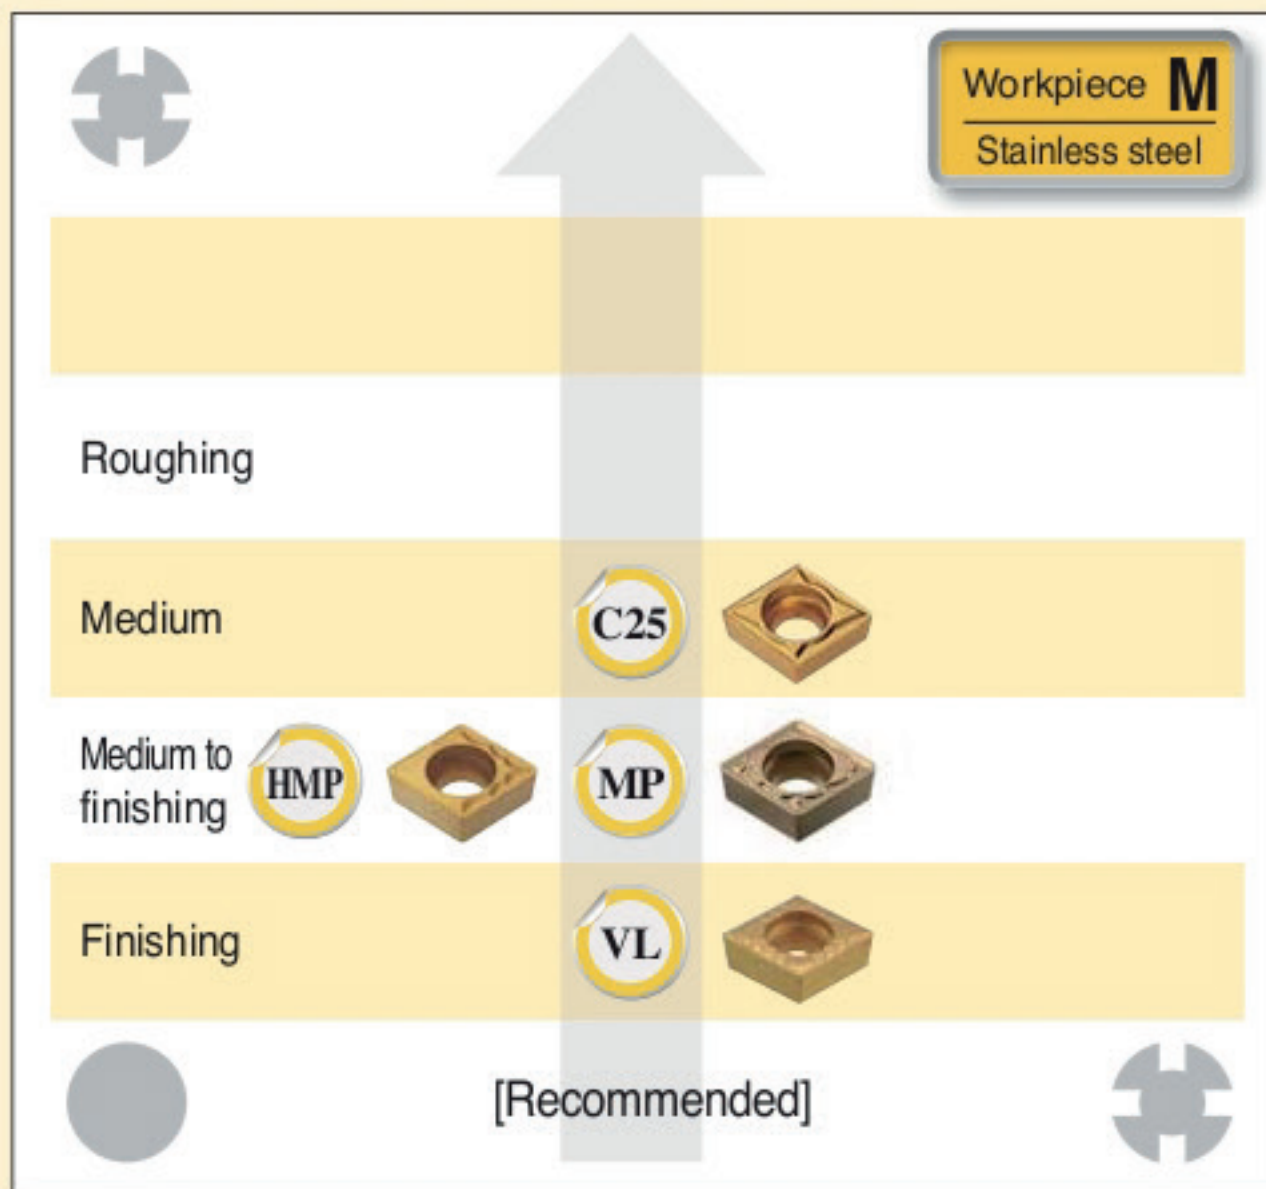 Workpiece M
Stainless steel
Roughing
Medium
C25
Medium to
finishing
HMP
MP
Finishing
VL
[Recommended]